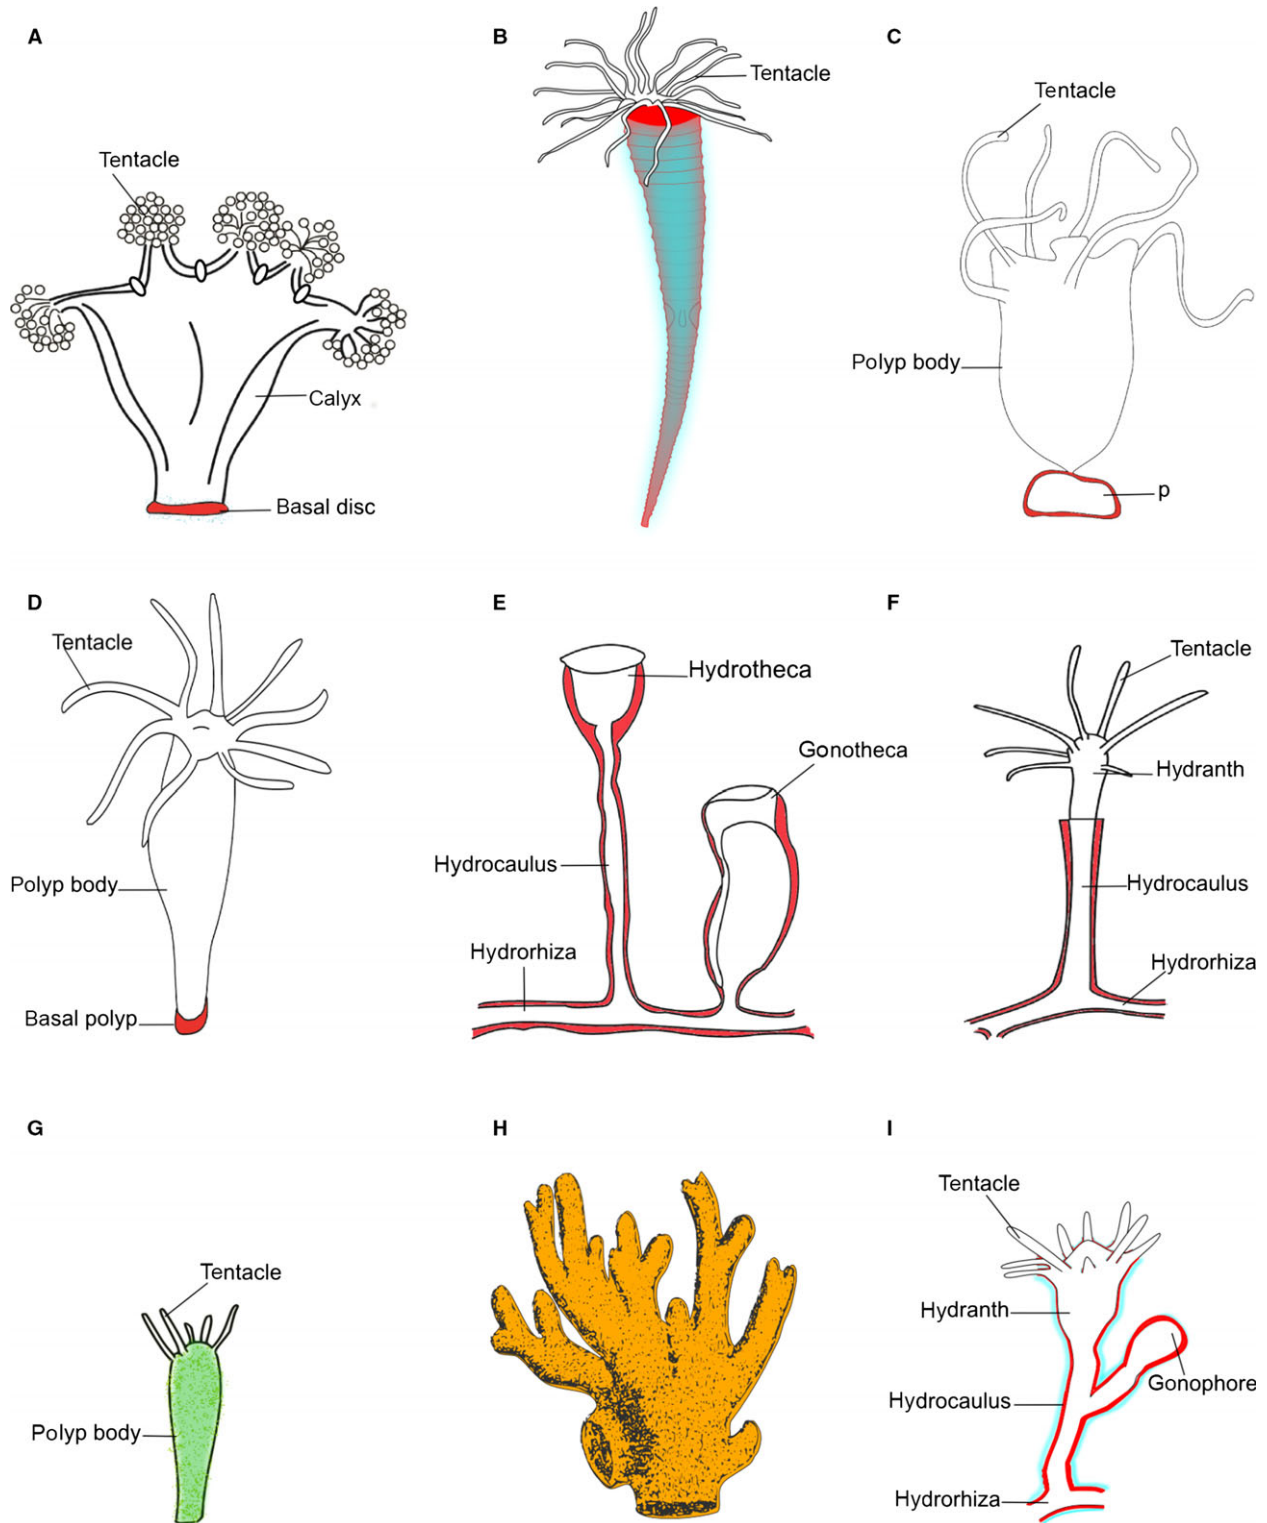 A
B
C
Tentacle
Tentacle
Tentacle
Polyp body
Calyx
p
Basal disc
D
E
F
Tentacle
Tentacle
Hydrotheca
Gonotheca
Hydranth
Hydrocaulus
Polyp body
Hydrocaulus
Hydrorhiza
Hydrorhiza
Basal polyp
G
H
I
Tentacle
Tentacle
Hydranth
Gonophore
Hydrocaulus
Polyp body
Hydrorhiza